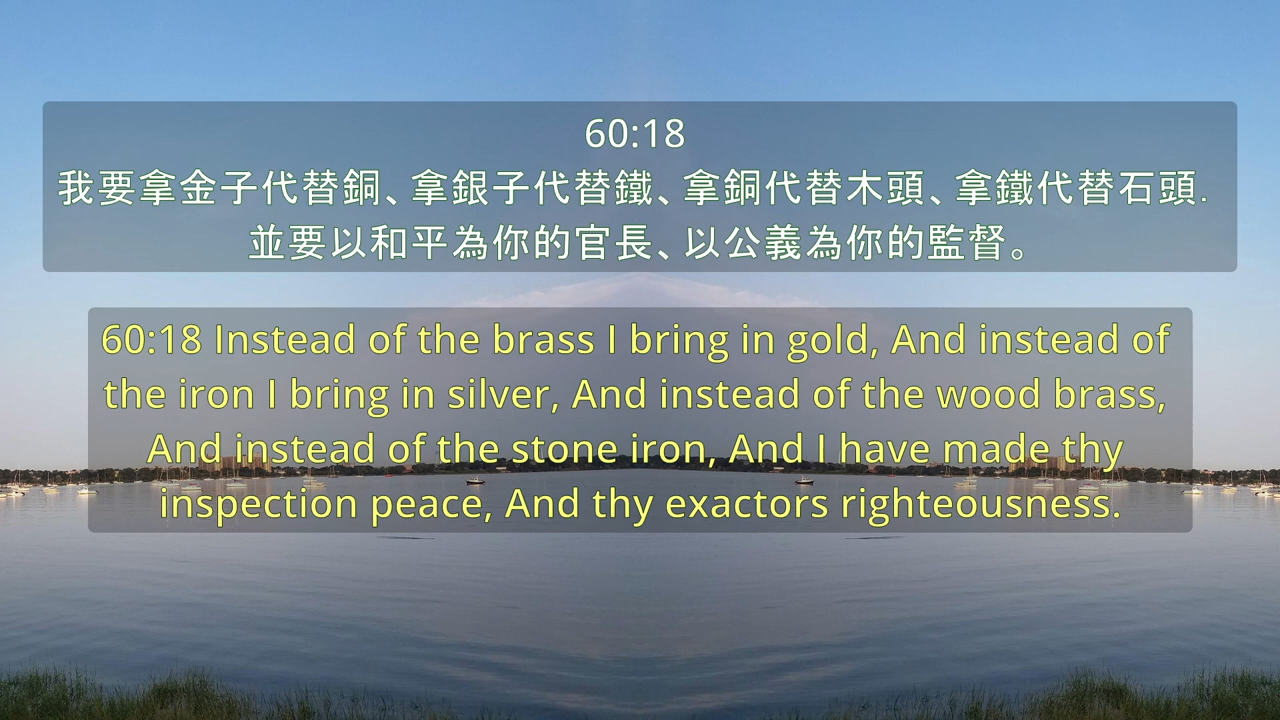 60:18
我要拿金子代替銅、拿銀子代替鐵、拿銅代替木頭、拿鐵代替石頭.
並要以和平為你的官長、以公義為你的監督。
60:18 Instead of the brass I bring in gold, And instead of
the iron I bring in silver, And instead of the wood brass,
And instead of the stone iron, And I have made thy
inspection peace, And thy exactors righteousness.